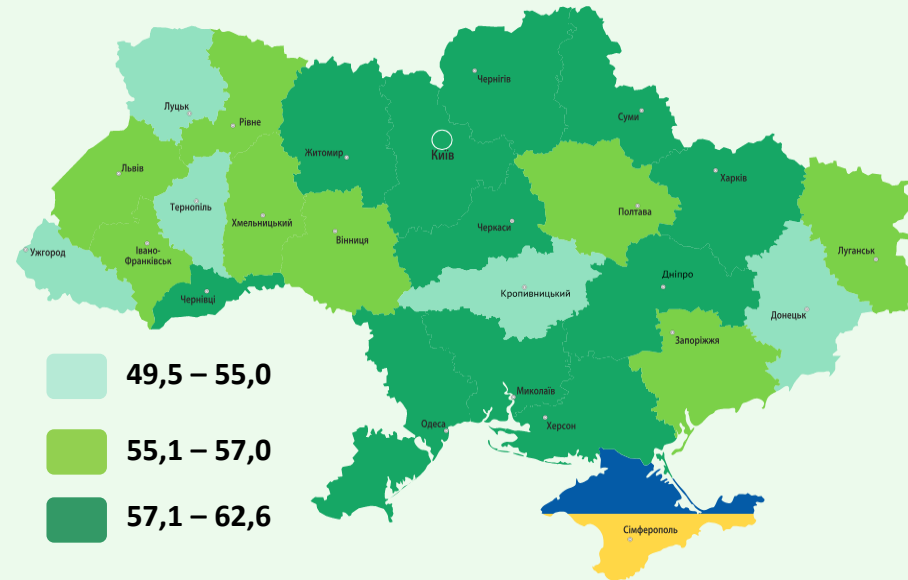 Чернігів
Суми
Луцьк
Рівне
Житомир
Київ
Львів
Харків
Тернопіль
Хмельницький
Вінниця
Черкаси
Полтава
Ужгород
Івано-
Франківськ
Луганськ
Чернівці
Кропивницький
Дніпро
Донецьк
Запоріжжя
49,5 – 55,0
Миколаїв
Одеса
Херсон
55,1 – 57,0
57,1 – 62,6
Сімферополь